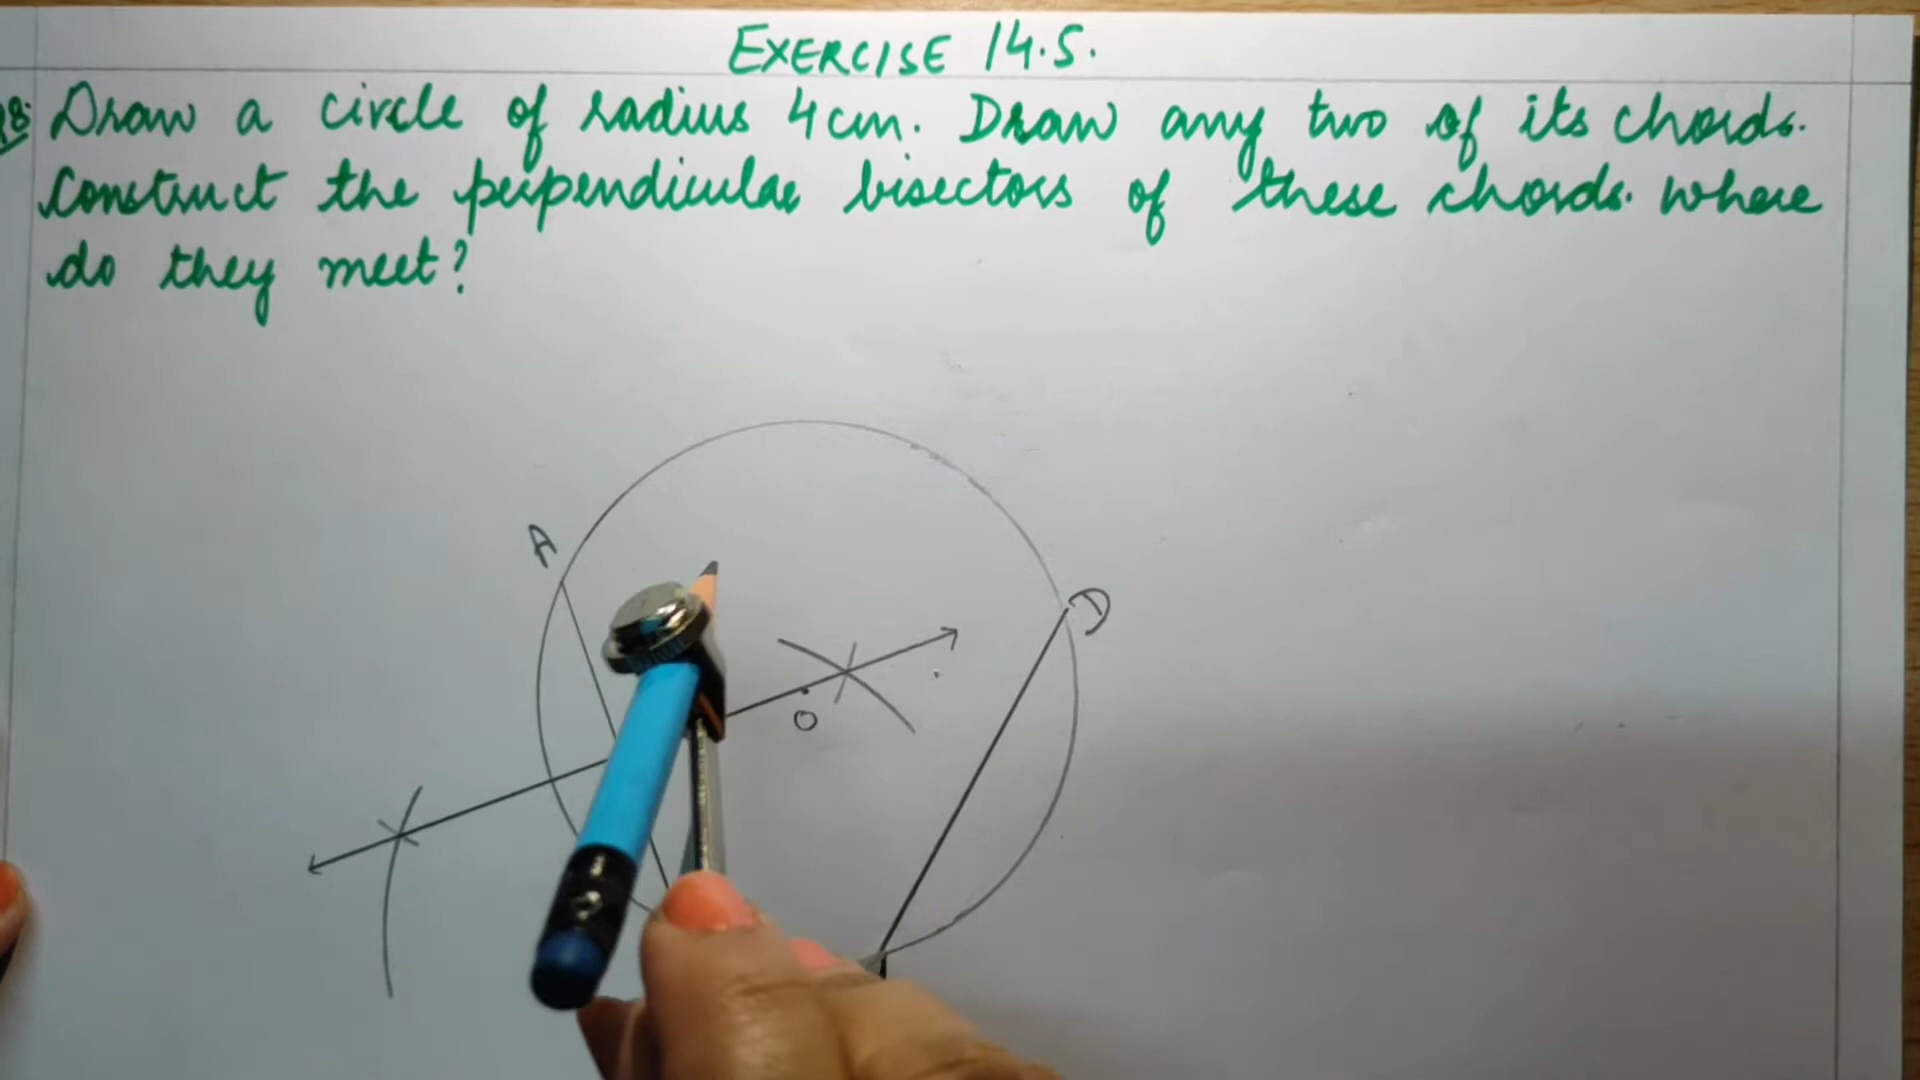 EXERCISE 14.5.
Q8: Draw a circle of radius 4cm. Draw any two of its chords.
Construct the perpendicular bisectors of these chords. Where
do they meet?
A
D
O